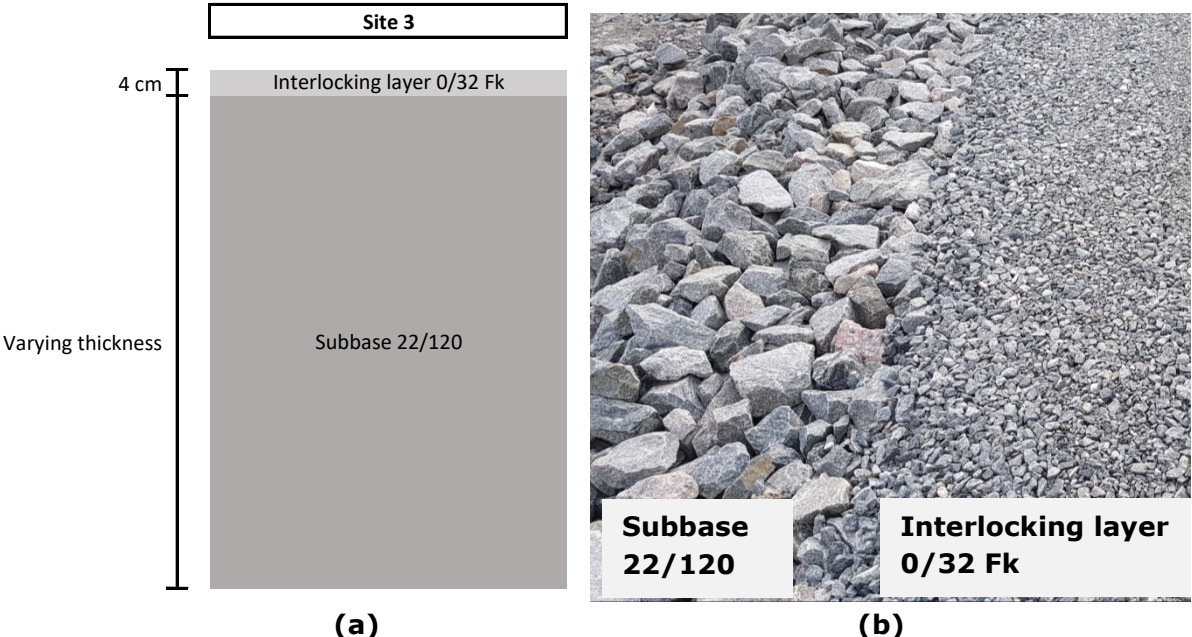 Site 3
4 cm
Interlocking layer 0/32 Fk
Varying thickness
Subbase 22/120
Subbase
22/120
Interlocking layer
0/32 Fk
(a)
(b)